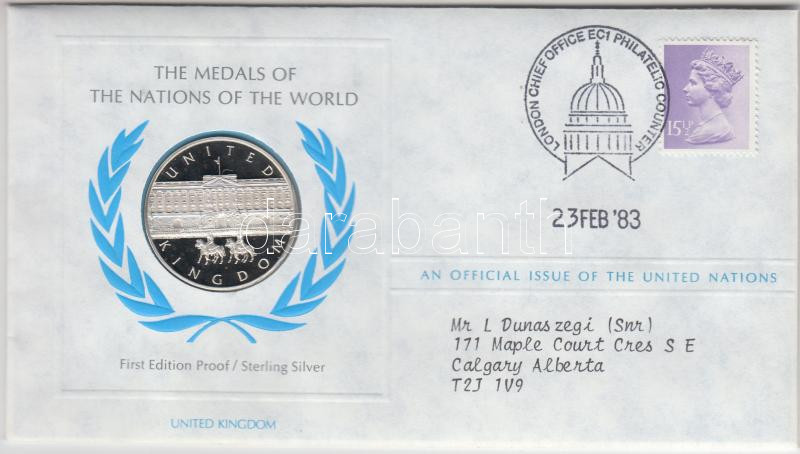 THE MEDALS OF
THE NATIONS OF THE WORLD
UNITED
KINGDOM
First Edition Proof / Sterling Silver
UNITED KINGDOM
LONDON CHIEF OFFICE EC1 PHILATELIC COUNTER
15½P
23 FEB '83
AN OFFICIAL ISSUE OF THE UNITED NATIONS
Mr L Dunaszegi (Snr)
171 Maple Court Cres S E
Calgary Alberta
T2J 1V9
darabanth